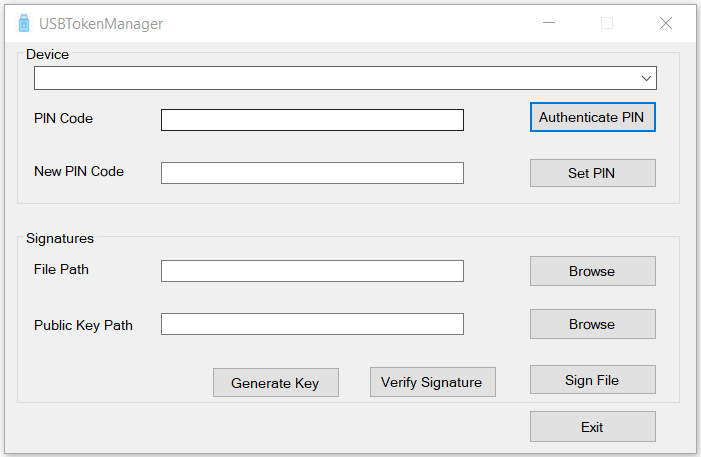 USBTokenManager
Device
PIN Code
Authenticate PIN
New PIN Code
Set PIN
Signatures
File Path
Browse
Public Key Path
Browse
Generate Key
Verify Signature
Sign File
Exit